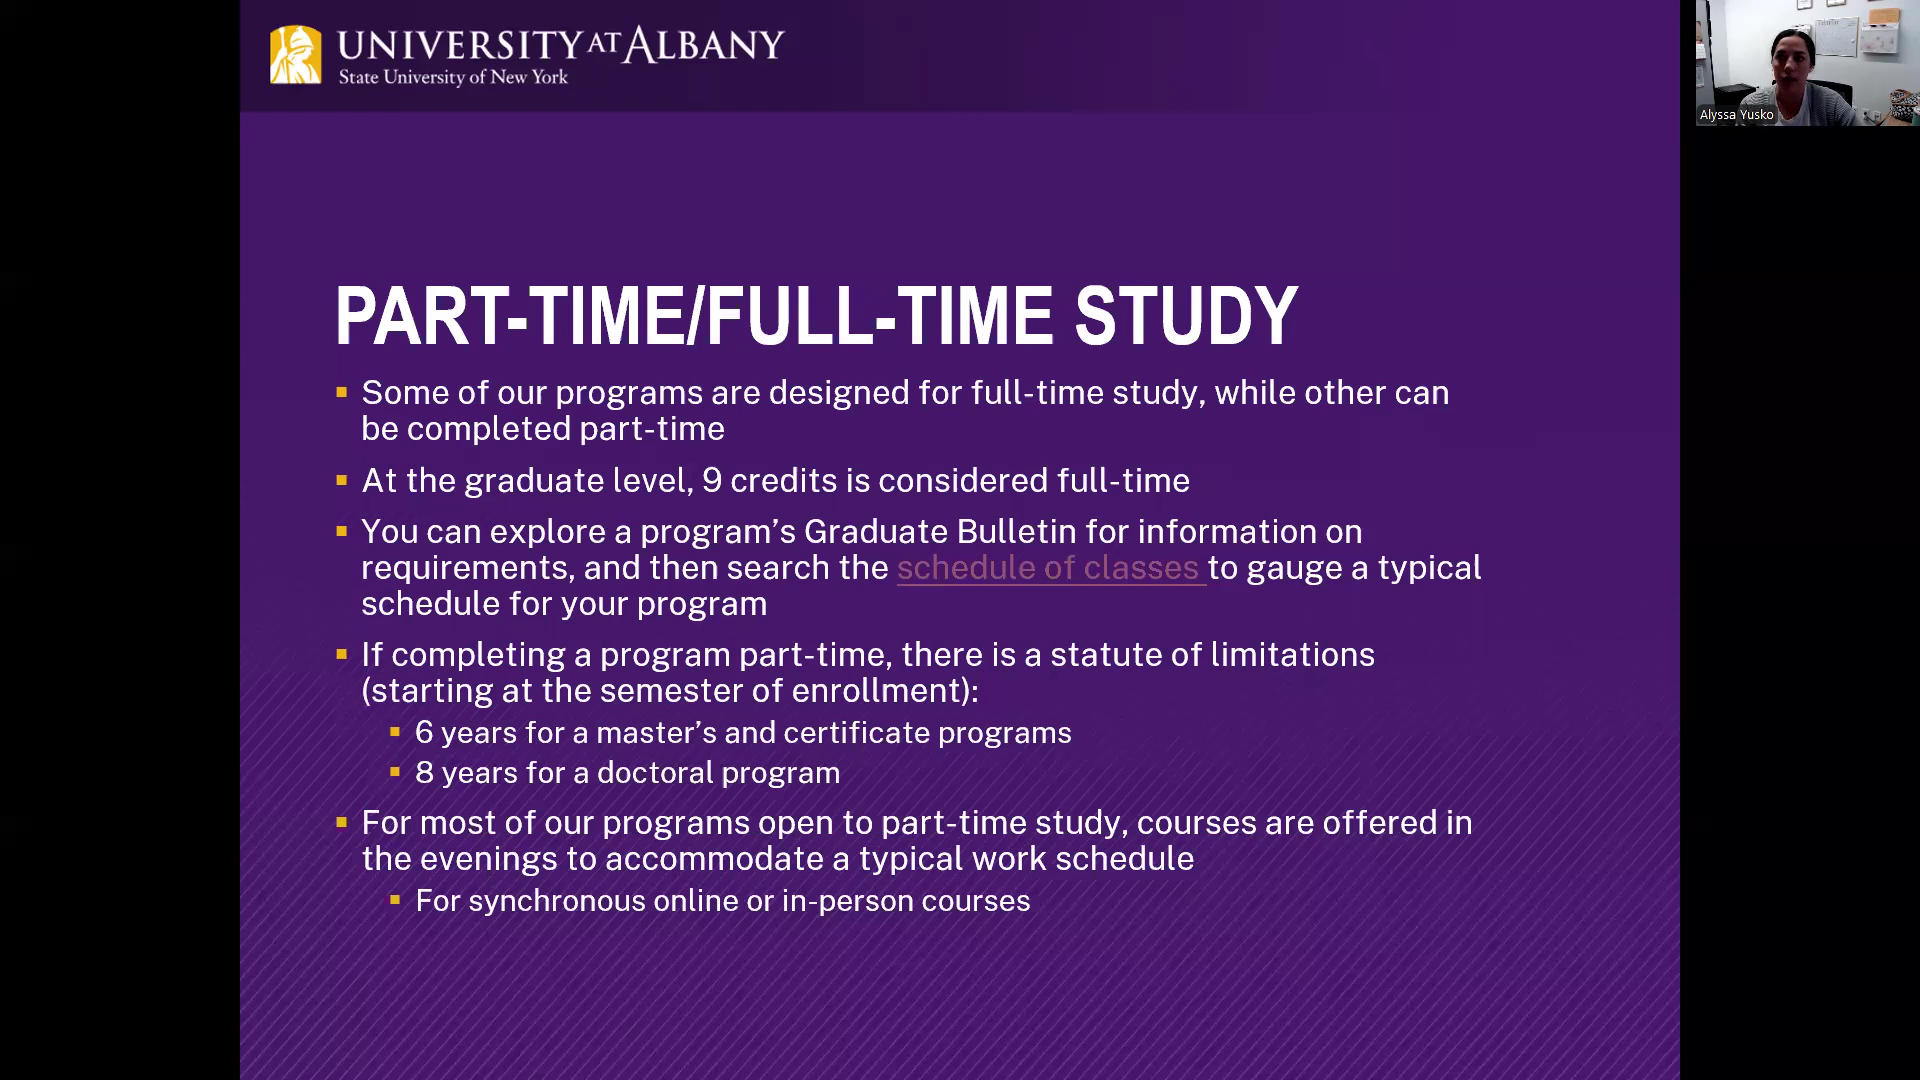 UNIVERSITY AT ALBANY
State University of New York
Alyssa Yusko
PART-TIME/FULL-TIME STUDY
Some of our programs are designed for full-time study, while other can
be completed part-time
At the graduate level, 9 credits is considered full-time
You can explore a program’s Graduate Bulletin for information on
requirements, and then search the schedule of classes to gauge a typical
schedule for your program
If completing a program part-time, there is a statute of limitations
(starting at the semester of enrollment):
6 years for a master’s and certificate programs
8 years for a doctoral program
For most of our programs open to part-time study, courses are offered in
the evenings to accommodate a typical work schedule
For synchronous online or in-person courses